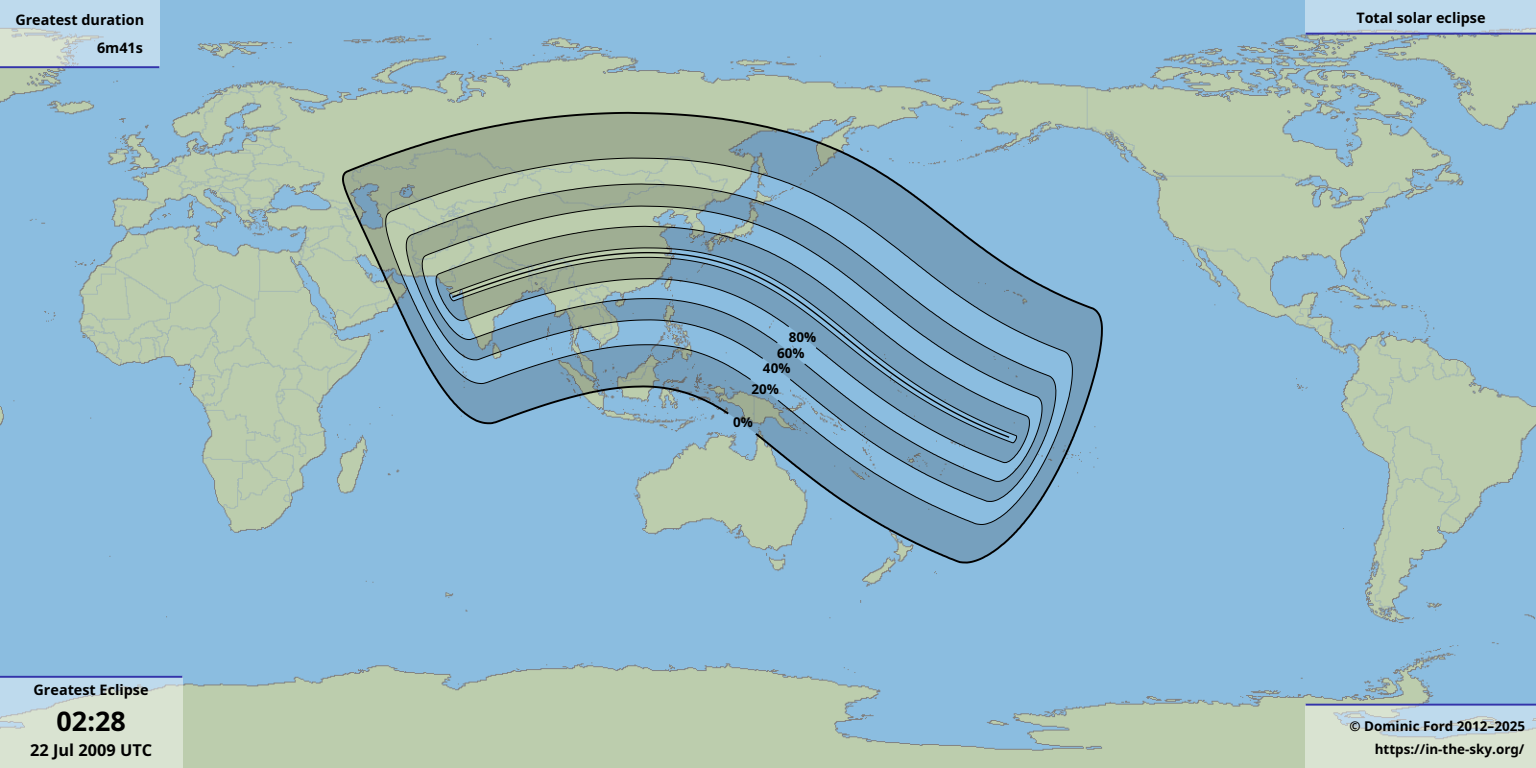 Greatest duration
6m41s
Total solar eclipse
80%
60%
40%
20%
0%
Greatest Eclipse
02:28
22 Jul 2009 UTC
© Dominic Ford 2012–2025
https://in-the-sky.org/